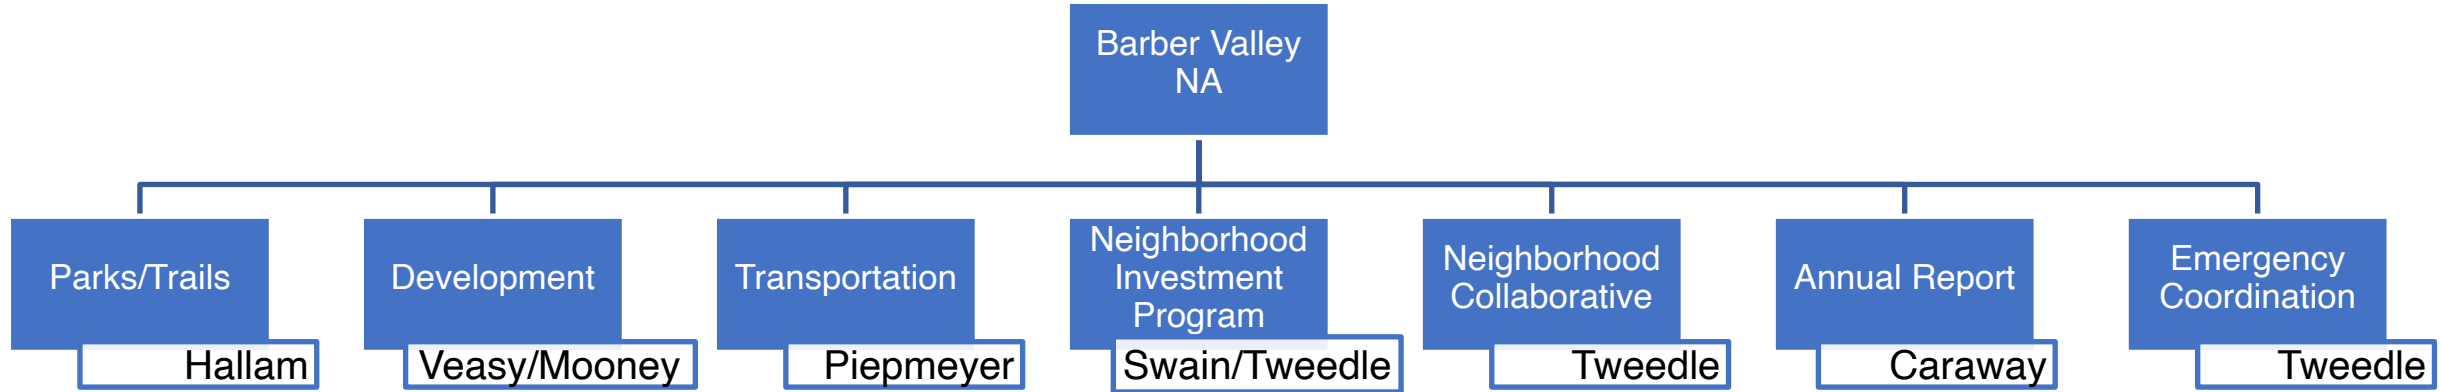 Barber Valley
NA
Parks/Trails
Hallam
Development
Veasy/Mooney
Transportation
Piepmeyer
Neighborhood
Investment
Program
Swain/Tweedle
Neighborhood
Collaborative
Tweedle
Annual Report
Caraway
Emergency
Coordination
Tweedle